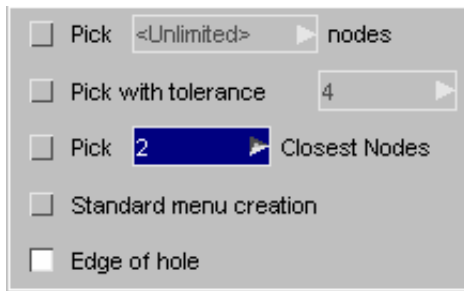 Pick <Unlimited> nodes
Pick with tolerance 4
Pick 2 Closest Nodes
Standard menu creation
Edge of hole